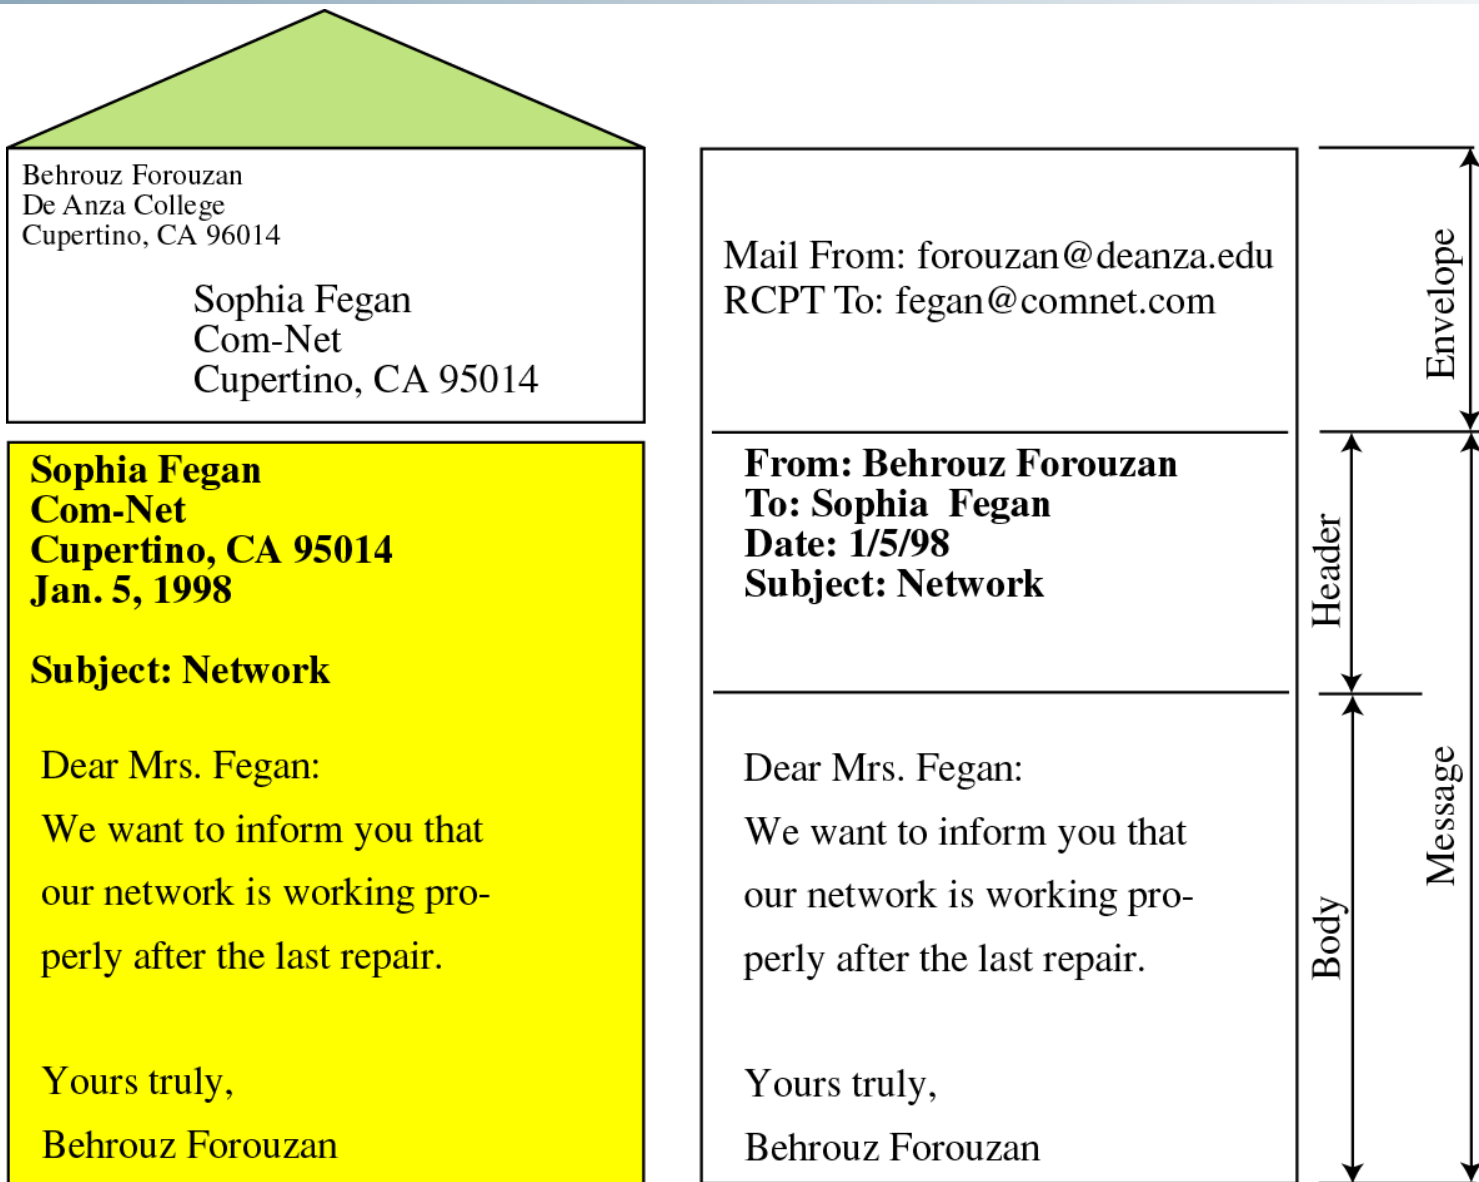 Behrouz Forouzan
De Anza College
Cupertino, CA 96014
Sophia Fegan
Com-Net
Cupertino, CA 95014
Sophia Fegan
Com-Net
Cupertino, CA 95014
Jan. 5, 1998
Subject: Network
Dear Mrs. Fegan:
We want to inform you that
our network is working pro-
perly after the last repair.
Yours truly,
Behrouz Forouzan
Mail From: forouzan@deanza.edu
RCPT To: fegan@comnet.com
From: Behrouz Forouzan
To: Sophia Fegan
Date: 1/5/98
Subject: Network
Dear Mrs. Fegan:
We want to inform you that
our network is working pro-
perly after the last repair.
Yours truly,
Behrouz Forouzan
Envelope
Header
Body
Message